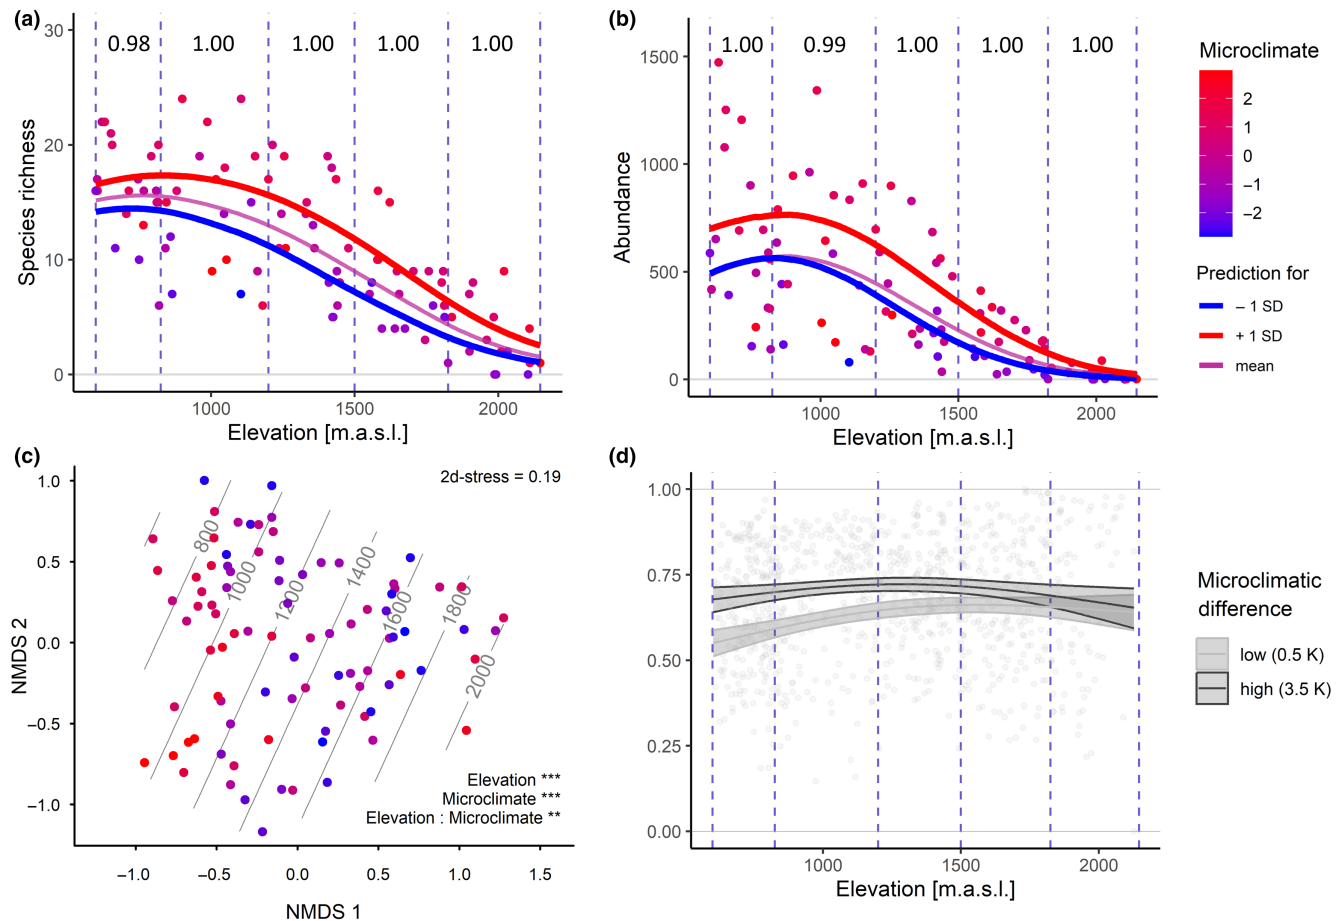 (a)
30
20
10
0
Species richness
0.98 1.00 1.00 1.00 1.00
1000 1500 2000
Elevation [m.a.s.l.]
(b)
1500
1000
500
0
Abundance
1.00 0.99 1.00 1.00 1.00
1000 1500 2000
Elevation [m.a.s.l.]
Microclimate
2
1
0
−1
−2
Prediction for
− 1 SD
+ 1 SD
mean
(c)
2d-stress = 0.19
1.0
0.5
0.0
−0.5
−1.0
NMDS 2
800
1000
1200
1400
1600
1800
2000
Elevation ***
Microclimate ***
Elevation : Microclimate **
−1.0 −0.5 0.0 0.5 1.0 1.5
NMDS 1
(d)
1.00
0.75
0.50
0.25
0.00
1000 1500 2000
Elevation [m.a.s.l.]
Microclimatic
difference
low (0.5 K)
high (3.5 K)